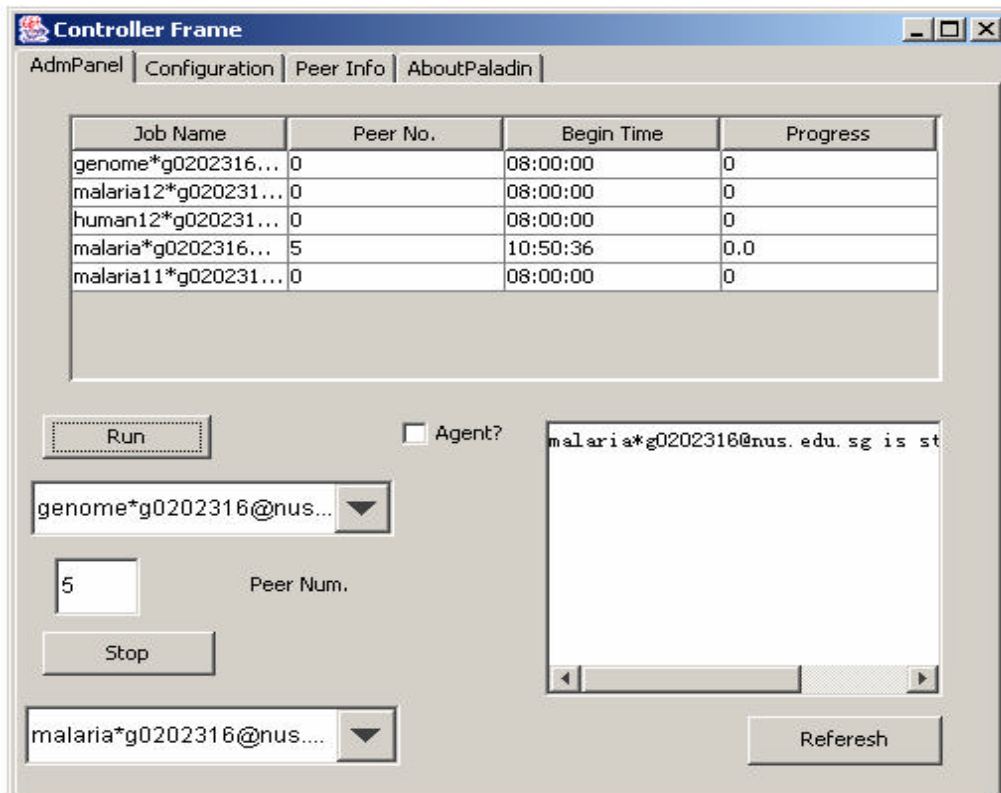 Controller Frame
AdmPanel Configuration Peer Info AboutPaladin
Job Name Peer No. Begin Time Progress
genome*g0202316... 0 08:00:00 0
malaria12*g020231... 0 08:00:00 0
human12*g020231... 0 08:00:00 0
malaria*g0202316... 5 10:50:36 0.0
malaria11*g020231... 0 08:00:00 0
Run
Agent?
malaria*g0202316@nus.edu.sg is st
genome*g0202316@nus...
5 Peer Num.
Stop
malaria*g0202316@nus....
Referesh